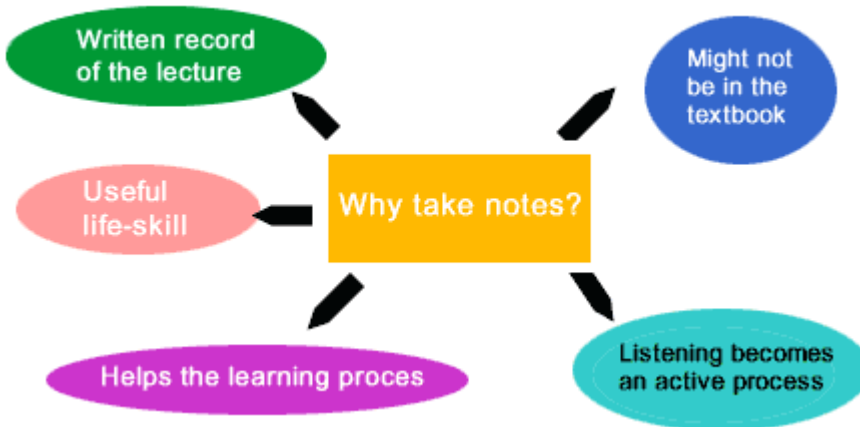 Written record
of the lecture
Might not
be in the
textbook
Useful
life-skill
Why take notes?
Helps the learning proces
Listening becomes
an active process